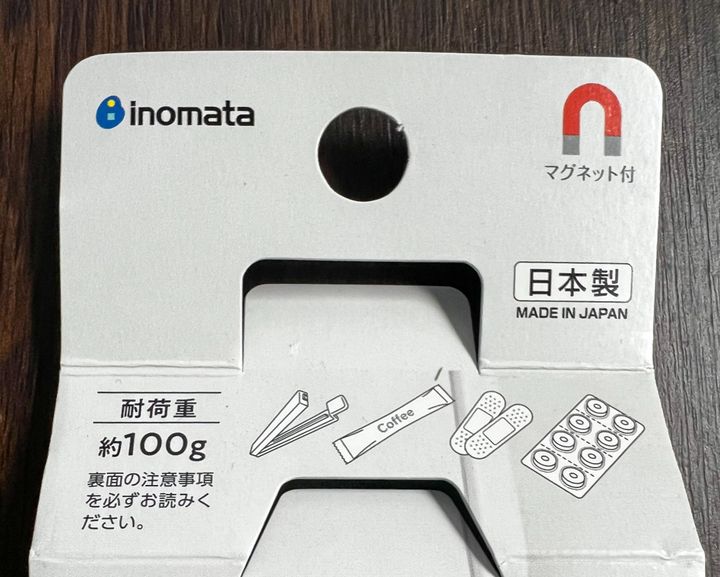 inomata
マグネット付
日本製
MADE IN JAPAN
耐荷重
約100g
裏面の注意事項
を必ずお読みく
ださい。
Coffee